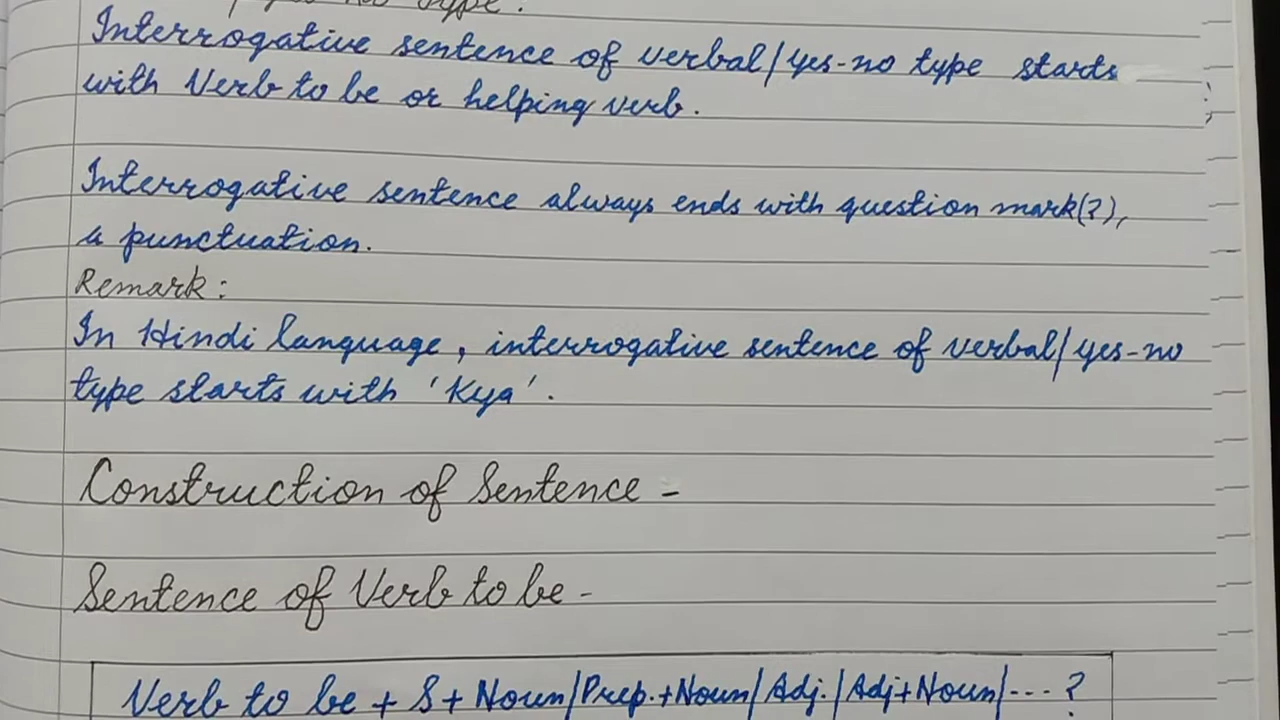 type.
Interrogative sentence of verbal/yes-no type starts
with Verb to be or helping verb.
Interrogative sentence always ends with question mark(?),
a punctuation.
Remark:
In Hindi language, interrogative sentence of verbal/yes-no
type starts with 'Kya'.
Construction of Sentence -
Sentence of Verb to be -
Verb to be + S + Noun/Prep.+Noun/Adj./Adj+Noun/--- ?